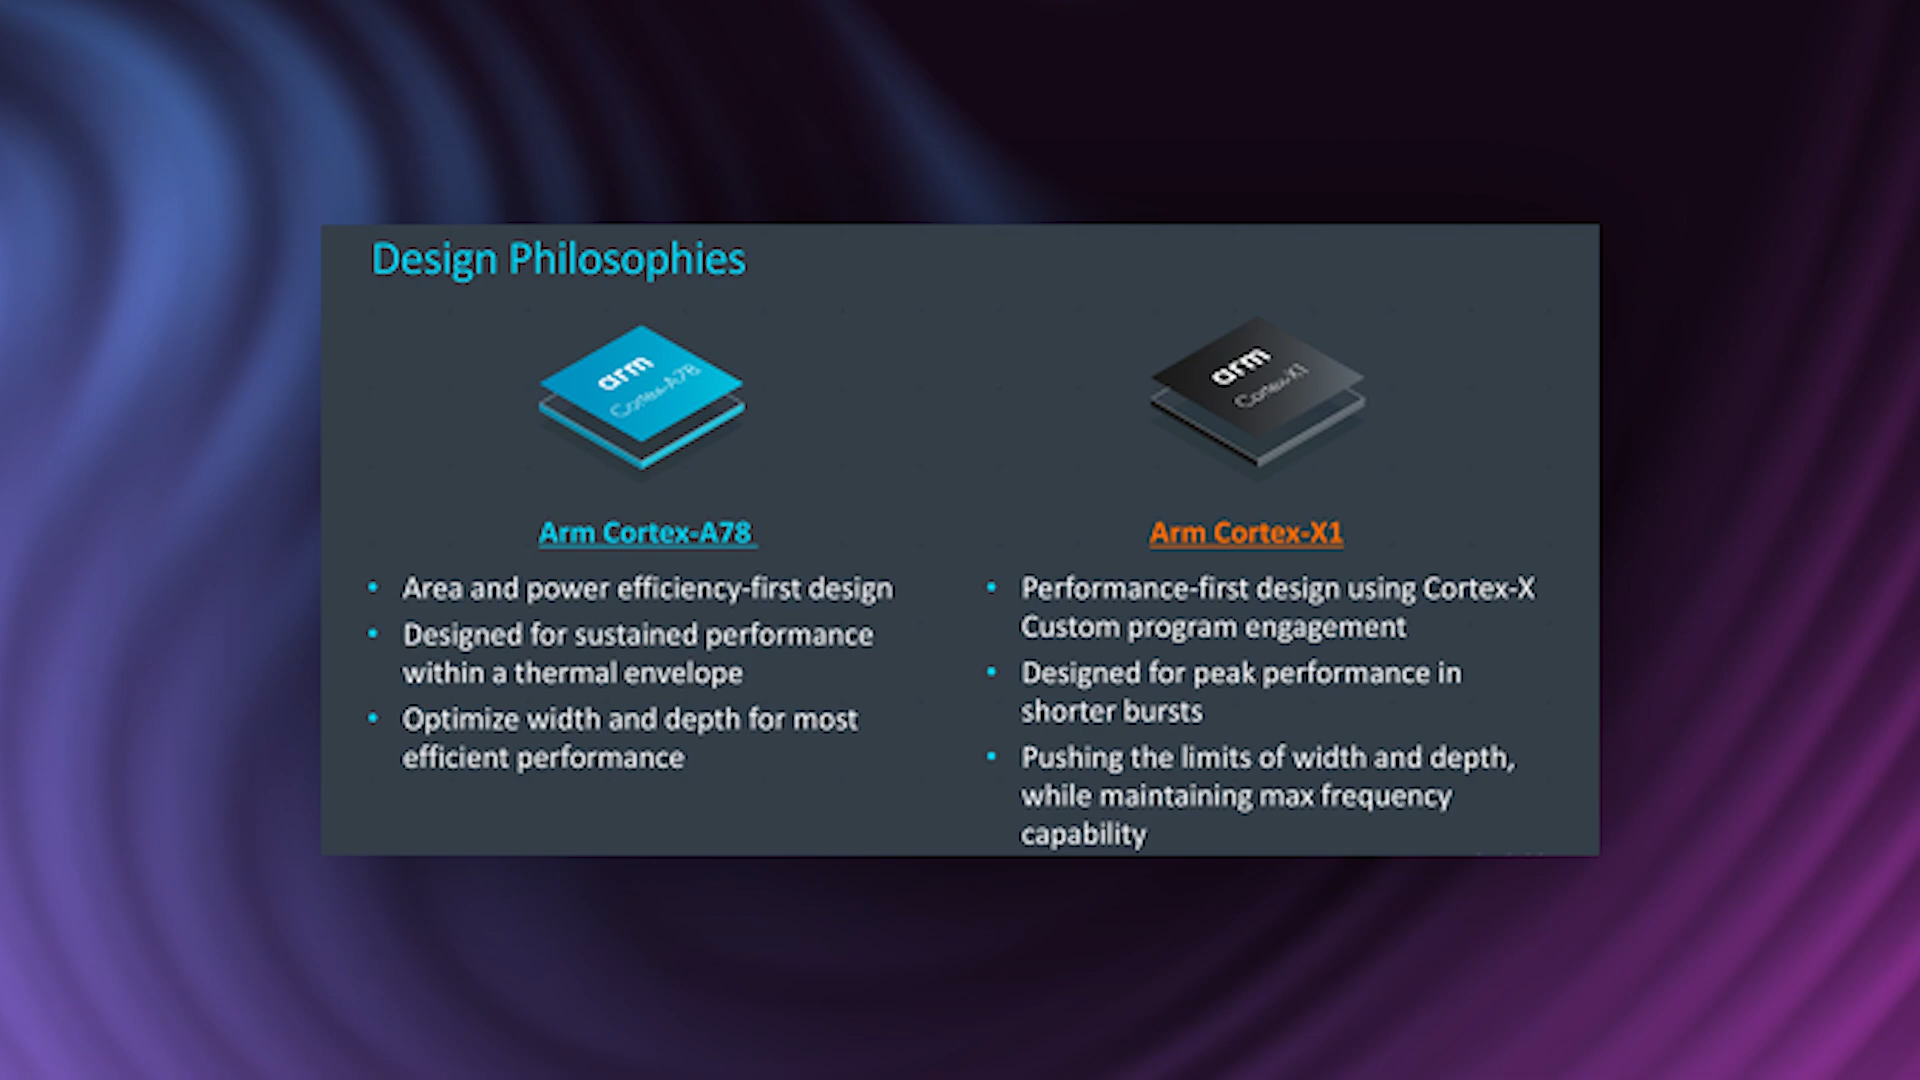 Design Philosophies
arm
Cortex-A78
arm
Cortex-X1
Arm Cortex-A78
• Area and power efficiency-first design
• Designed for sustained performance
within a thermal envelope
• Optimize width and depth for most
efficient performance
Arm Cortex-X1
• Performance-first design using Cortex-X
Custom program engagement
• Designed for peak performance in
shorter bursts
• Pushing the limits of width and depth,
while maintaining max frequency
capability